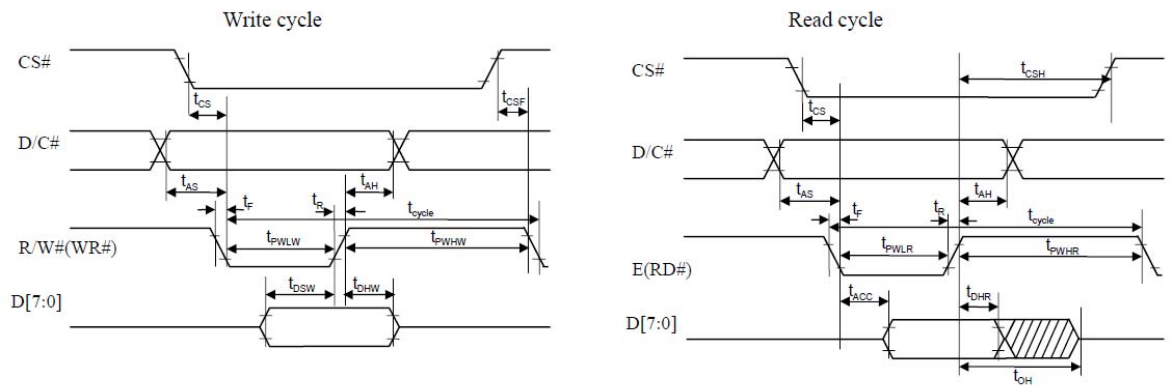 Write cycle
CS#
tCS
tCSF
D/C#
tAS
tAH
tF
tR
tcycle
R/W#(WR#)
tPWLW
tPWHW
tDSW
tDHW
D[7:0]
Read cycle
CS#
tCSH
tCS
D/C#
tAS
tAH
tF
tR
tcycle
E(RD#)
tPWLR
tPWHR
tACC
tDHR
D[7:0]
tOH